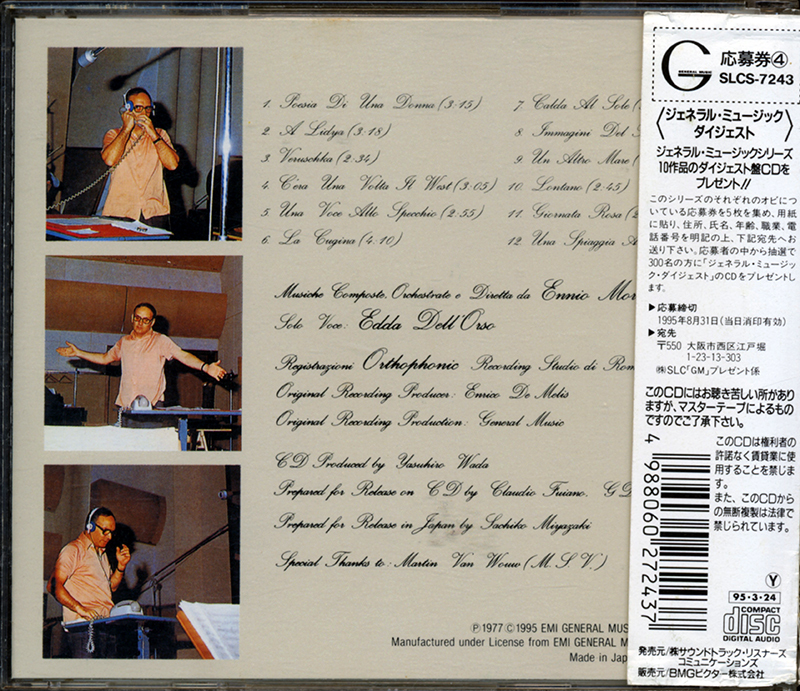 1. Poesia Di Una Donna (3:15)
2. A Lidya (3:18)
3. Veruschka (2:34)
4. C'era Una Volta Il West (3:05)
5. Una Voce Allo Specchio (2:55)
6. La Cugina (4:10)
7. Calda Al Sole
8. Immagini Del
9. Un Altro Mare
10. Lontano (2:45)
11. Giornata Rosa
12. Una Spiaggia
Musiche Composte, Orchestrate e Diretta da Ennio Mor
Solo Voce: Edda Dell'Orso
Registrazioni Orthophonic Recording Studio di Rom
Original Recording Producer: Enrico De Melis
Original Recording Production: General Music
CD Produced by Yasuhiro Wada
Prepared for Release on CD by Claudio Fuiano. GD
Prepared for Release in Japan by Sachiko Miyazaki
Special Thanks to: Martin Van Wouw (M.S.V.)
Ⓟ1977 ©1995 EMI GENERAL MUS
Manufactured under License from EMI GENERAL M
Made in Jap
G
GENERAL MUSIC
応募券④
SLCS-7243
〈ジェネラル・ミュージック
ダイジェスト〉
ジェネラル・ミュージックシリーズ
10作品のダイジェスト盤CDを
プレゼント!!
このシリーズのそれぞれのオビにつ
いている応募券を5枚を集め、用紙
に貼り、住所、氏名、年齢、職業、電
話番号を明記の上、下記宛先へお
送り下さい。応募者の中から抽選で
300名の方に「ジェネラル・ミュージッ
ク・ダイジェスト」のCDをプレゼントし
ます。
▶応募締切
1995年8月31日(当日消印有効)
▶宛先
〒550 大阪市西区江戸堀
1-23-13-303
㈱SLC「GM」プレゼント係
このCDにはお聴き苦しい所があり
ますが、マスターテープによるもの
ですのでご了承下さい。
4988060272437
このCDは権利者の
許諾なく賃貸業に使
用することを禁じま
す。
また、このCDから
の無断複製は法律で
禁じられています。
Y
95・3・24
COMPACT
disc
DIGITAL AUDIO
発売元/㈱サウンドトラック・リスナーズ
コミュニケーションズ
販売元/BMGビクター株式会社